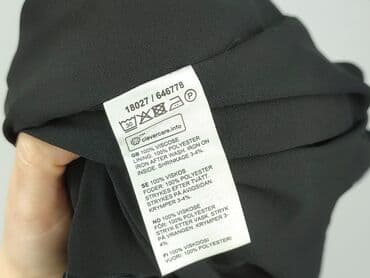 18027 / 646778
30
clevercare.info
GB 100% VISCOSE
LINING: 100% POLYESTER
IRON AFTER WASH. IRON ON
INSIDE. SHRINKAGE 3-4%.
SE 100% VISKOS
FODER: 100% POLYESTER
STRYKES EFTER TVÄTT.
STRYKES PÅ AVIGSIDAN.
KRYMPER 3-4%
NO 100% VISKOSE
FÔR: 100% POLYESTER
STRYK ETTER VASK. STRYK
PÅ VRANGEN. KRYMPER 3-
4%.
FI 100% VISKOOSI
VUORI: 100% POLYESTERI